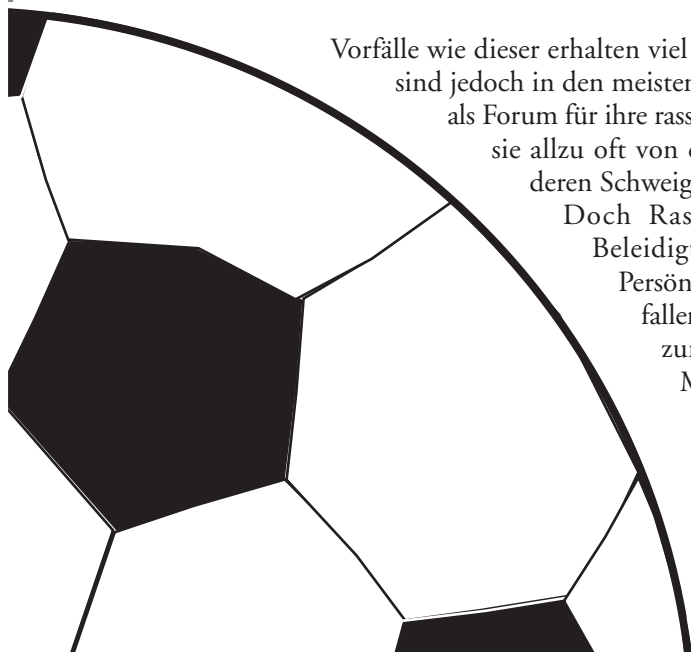 Vorfälle wie dieser erhalten viel
sind jedoch in den meisten
als Forum für ihre rass
sie allzu oft von
deren Schweig
Doch Ras
Beleidig
Persön
fallen
zu
M